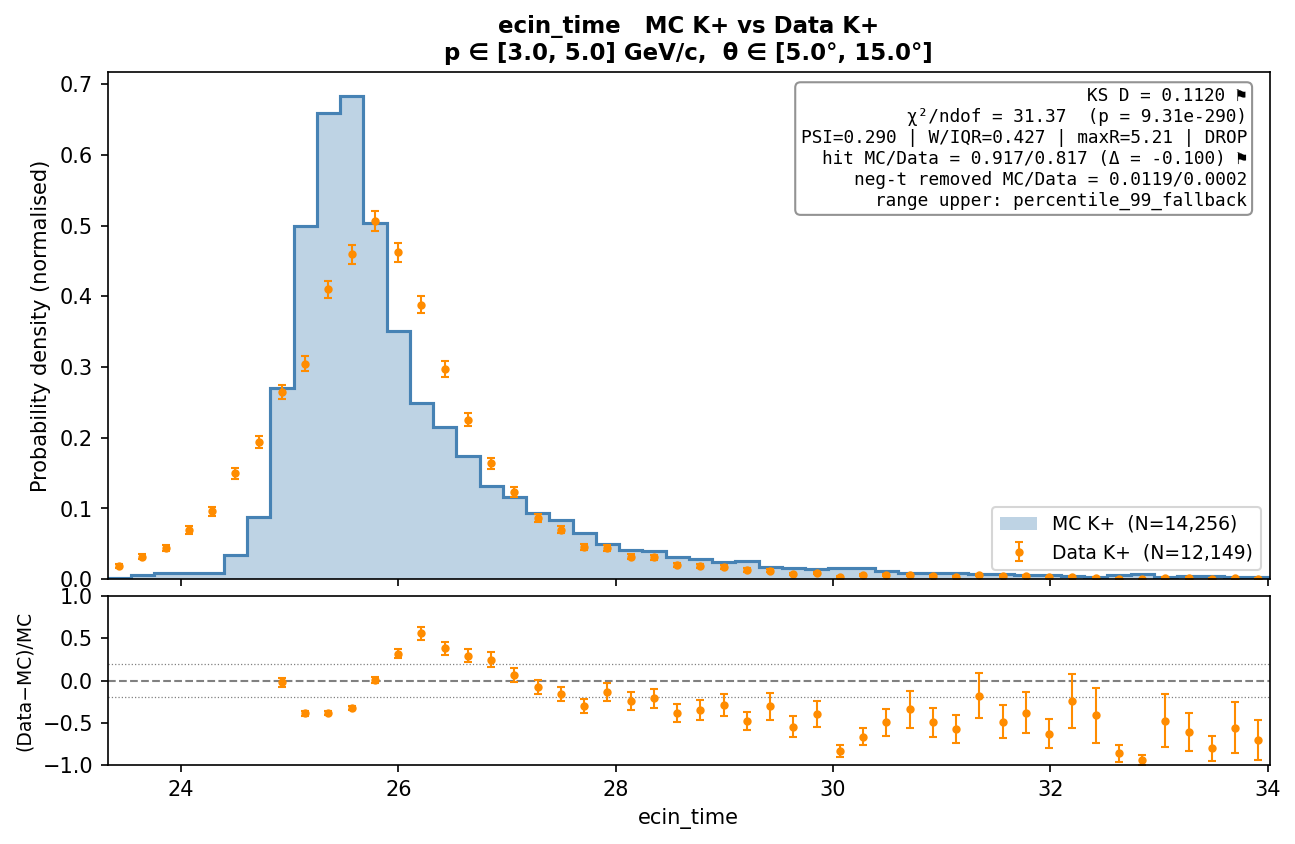 ecin_time   MC K+ vs Data K+
p ∈ [3.0, 5.0] GeV/c,  θ ∈ [5.0°, 15.0°]
Probability density (normalised)
0.7
0.6
0.5
0.4
0.3
0.2
0.1
0.0
KS D = 0.1120 ⚑
χ²/ndof = 31.37  (p = 9.31e-290)
PSI=0.290 | W/IQR=0.427 | maxR=5.21 | DROP
hit MC/Data = 0.917/0.817 (Δ = -0.100) ⚑
neg-t removed MC/Data = 0.0119/0.0002
range upper: percentile_99_fallback
MC K+  (N=14,256)
Data K+  (N=12,149)
(Data−MC)/MC
1.0
0.5
0.0
−0.5
−1.0
24 26 28 30 32 34
ecin_time